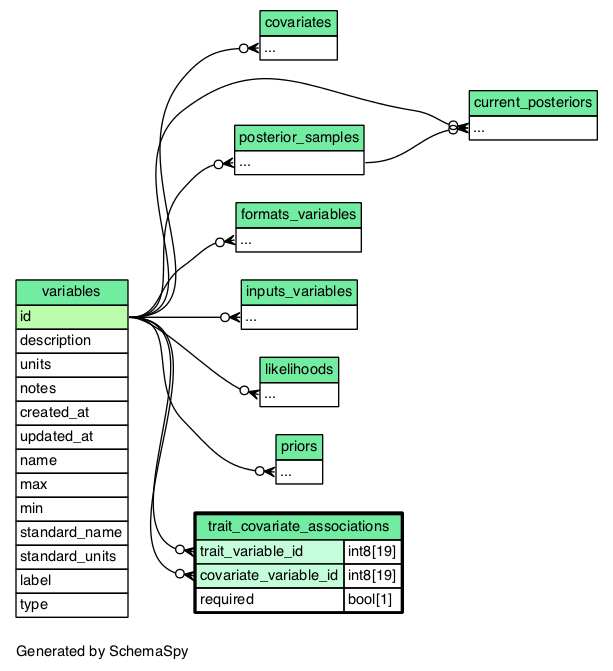 covariates
...
current_posteriors
...
posterior_samples
...
formats_variables
...
inputs_variables
...
variables
id
description
units
notes
created_at
updated_at
name
max
min
standard_name
standard_units
label
type
likelihoods
...
priors
...
trait_covariate_associations
trait_variable_id int8[19]
covariate_variable_id int8[19]
required bool[1]
Generated by SchemaSpy